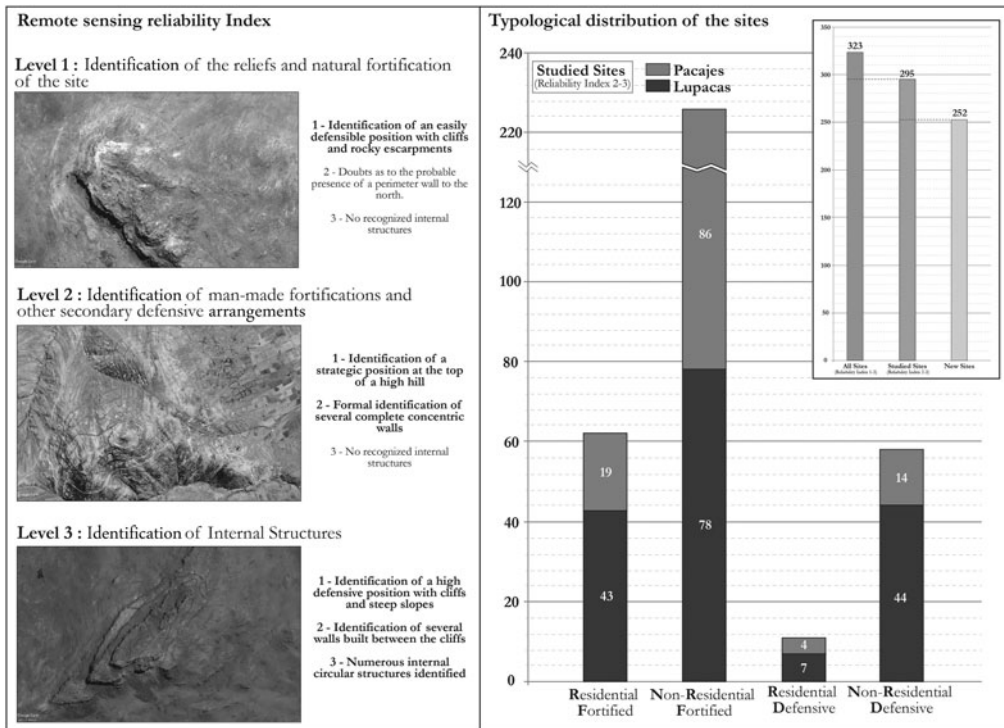 Remote sensing reliability Index
Level 1 : Identification of the reliefs and natural fortification
of the site
1 - Identification of an easily
defensible position with cliffs
and rocky escarpments
2 - Doubts as to the probable
presence of a perimeter wall to the
north.
3 - No recognized internal
structures
Level 2 : Identification of man-made fortifications and
other secondary defensive arrangements
1 - Identification of a
strategic position at the top
of a high hill
2 - Formal identification of
several complete concentric
walls
3 - No recognized internal
structures
Level 3 : Identification of Internal Structures
1 - Identification of a high
defensive position with cliffs
and steep slopes
2 - Identification of several
walls built between the cliffs
3 - Numerous internal
circular structures identified
Typological distribution of the sites
Studied Sites
(Reliability Index 2-3)
Pacajes
Lupacas
240
220
120
100
80
60
40
20
0
19
43
86
78
4
7
14
44
Residential
Fortified
Non-Residential
Fortified
Residential
Defensive
Non-Residential
Defensive
350
300
250
200
150
100
50
0
323
295
252
All Sites
(Reliability Index 1-3)
Studied Sites
(Reliability Index 2-3)
New Sites